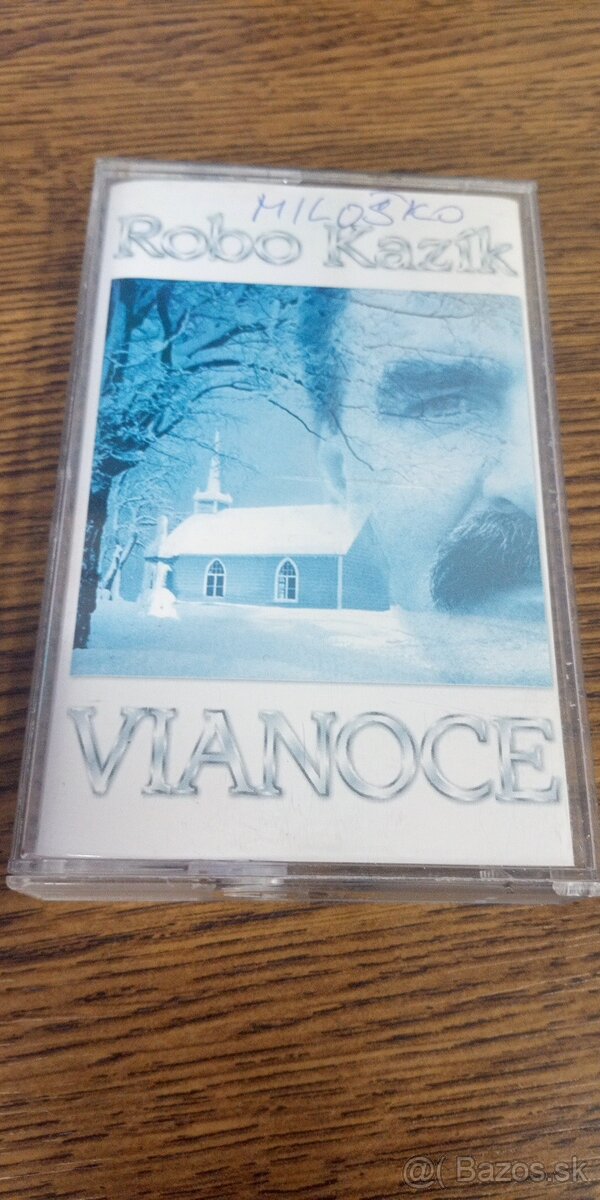 MILOŠKO
Robo Kazík
VIANOCE
@( Bazos.sk